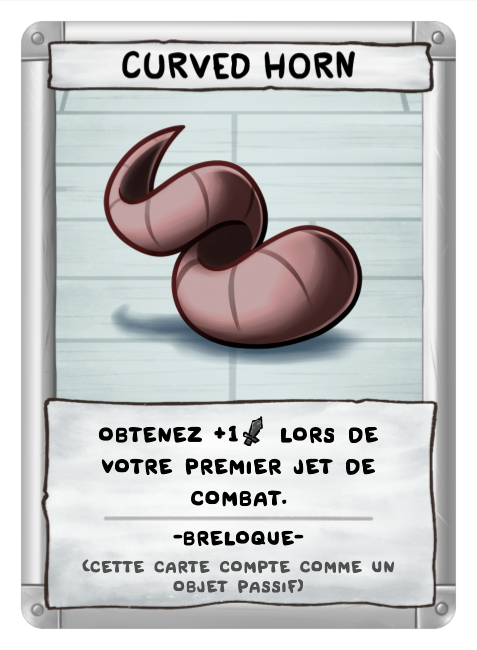 CURVED HORN
OBTENEZ +1 LORS DE
VOTRE PREMIER JET DE
COMBAT.
-BRELOQUE-
(CETTE CARTE COMPTE COMME UN
OBJET PASSIF)